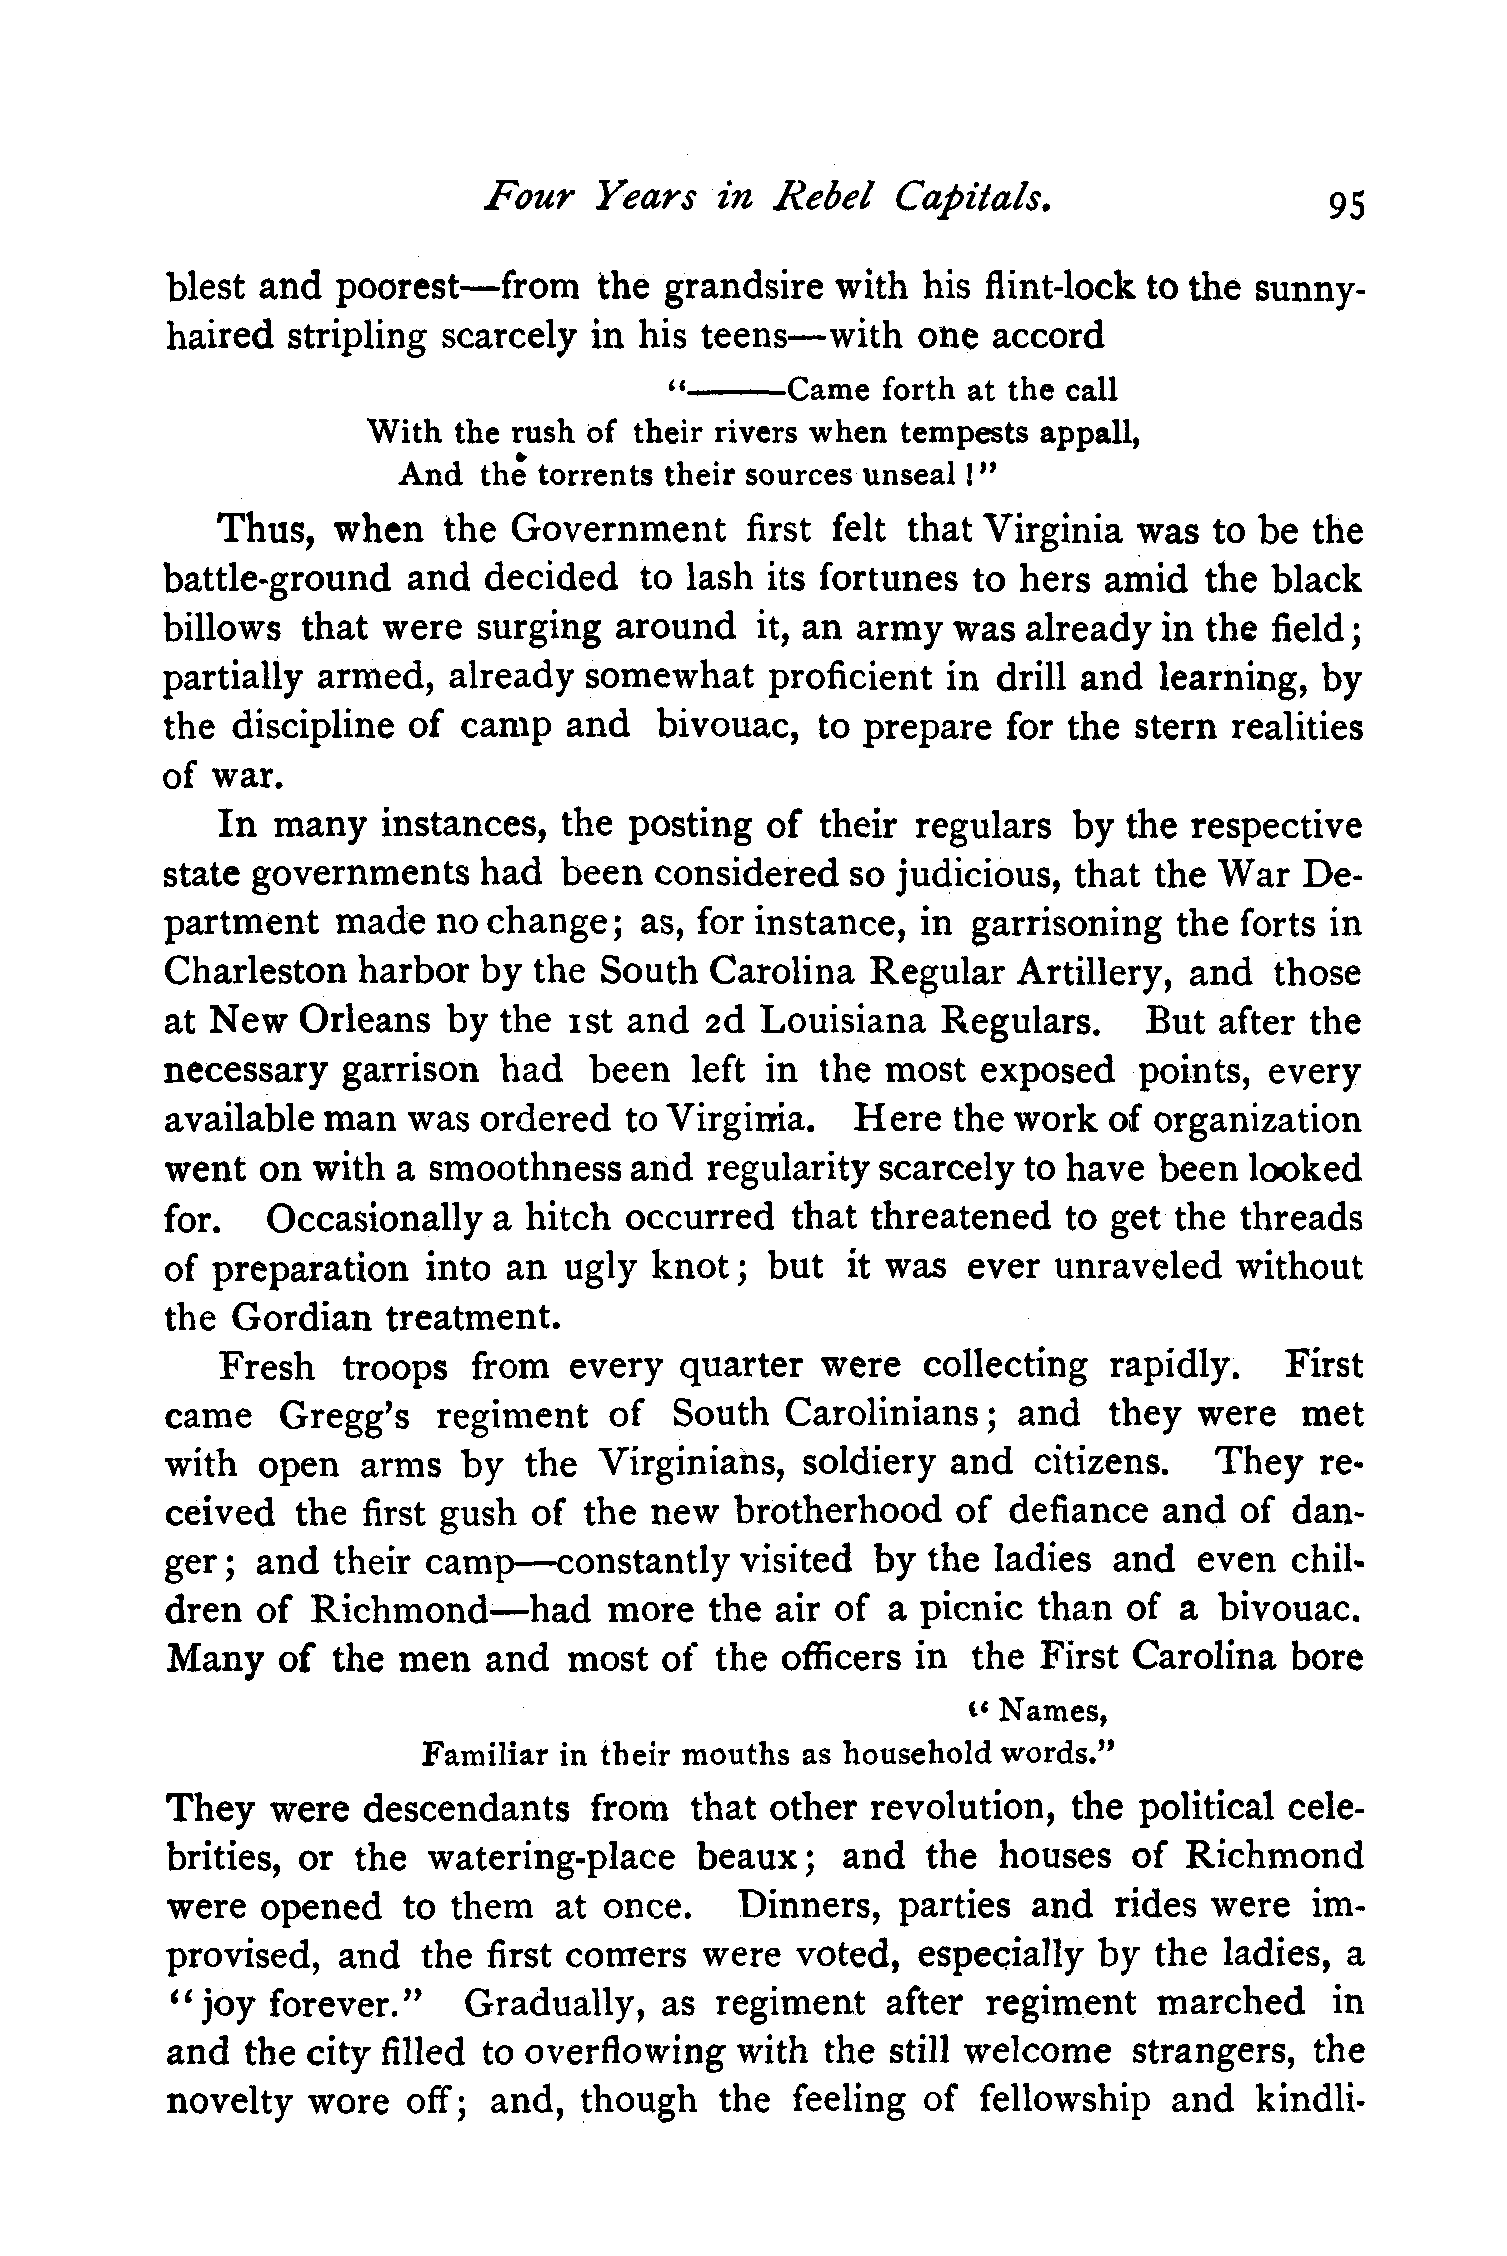 Four Years in Rebel Capitals. 95
blest and poorest—from the grandsire with his flint-lock to the sunny-
haired stripling scarcely in his teens—with one accord
"———Came forth at the call
With the rush of their rivers when tempests appall,
And the torrents their sources unseal!"
Thus, when the Government first felt that Virginia was to be the
battle-ground and decided to lash its fortunes to hers amid the black
billows that were surging around it, an army was already in the field;
partially armed, already somewhat proficient in drill and learning, by
the discipline of camp and bivouac, to prepare for the stern realities
of war.
In many instances, the posting of their regulars by the respective
state governments had been considered so judicious, that the War De-
partment made no change; as, for instance, in garrisoning the forts in
Charleston harbor by the South Carolina Regular Artillery, and those
at New Orleans by the 1st and 2d Louisiana Regulars. But after the
necessary garrison had been left in the most exposed points, every
available man was ordered to Virginia. Here the work of organization
went on with a smoothness and regularity scarcely to have been looked
for. Occasionally a hitch occurred that threatened to get the threads
of preparation into an ugly knot; but it was ever unraveled without
the Gordian treatment.
Fresh troops from every quarter were collecting rapidly. First
came Gregg's regiment of South Carolinians; and they were met
with open arms by the Virginians, soldiery and citizens. They re-
ceived the first gush of the new brotherhood of defiance and of dan-
ger; and their camp—constantly visited by the ladies and even chil-
dren of Richmond—had more the air of a picnic than of a bivouac.
Many of the men and most of the officers in the First Carolina bore
"Names,
Familiar in their mouths as household words."
They were descendants from that other revolution, the political cele-
brities, or the watering-place beaux; and the houses of Richmond
were opened to them at once. Dinners, parties and rides were im-
provised, and the first comers were voted, especially by the ladies, a
"joy forever." Gradually, as regiment after regiment marched in
and the city filled to overflowing with the still welcome strangers, the
novelty wore off; and, though the feeling of fellowship and kindli-